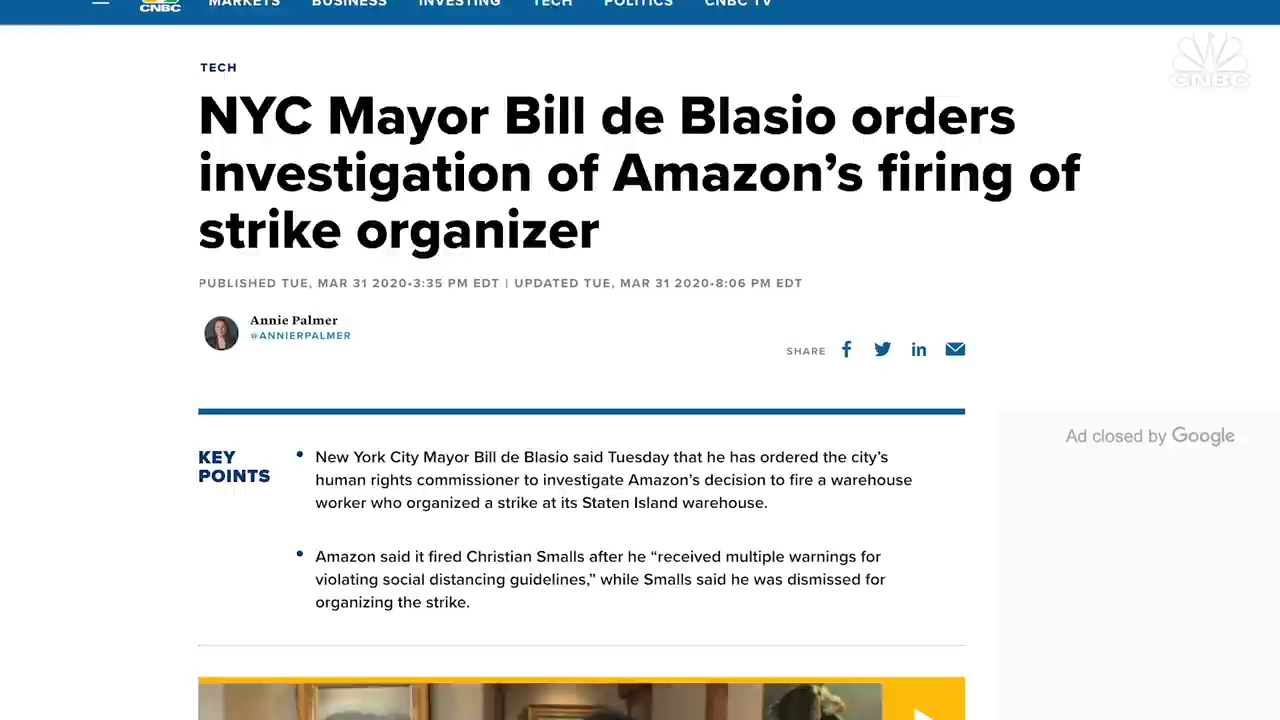 CNBC
MARKETS BUSINESS INVESTING TECH POLITICS CNBC TV
CNBC
TECH
NYC Mayor Bill de Blasio orders
investigation of Amazon’s firing of
strike organizer
PUBLISHED TUE, MAR 31 2020•3:35 PM EDT | UPDATED TUE, MAR 31 2020•8:06 PM EDT
Annie Palmer
@ANNIERPALMER
SHARE
Ad closed by Google
KEY
POINTS
• New York City Mayor Bill de Blasio said Tuesday that he has ordered the city’s
human rights commissioner to investigate Amazon’s decision to fire a warehouse
worker who organized a strike at its Staten Island warehouse.
• Amazon said it fired Christian Smalls after he “received multiple warnings for
violating social distancing guidelines,” while Smalls said he was dismissed for
organizing the strike.